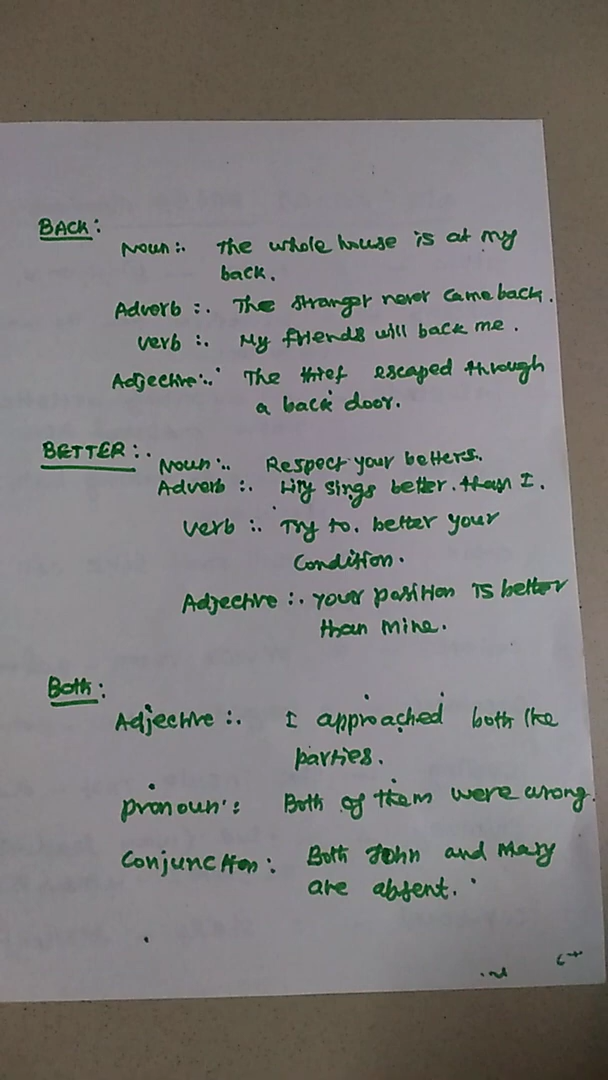 BACK:
Noun:. The whole house is at my
back.
Adverb:. The stranger never came back.
Verb:. My friends will back me.
Adjective:. The thief escaped through
a back door.
BETTER:.
Noun:. Respect your betters.
Adverb:. sings better. than I.
Verb:. Try to. better your
Condition.
Adjective:. your position is better
than mine.
Both:
Adjective:. I approached both the
parties.
pronoun: Both of them were wrong.
Conjunction: Both John and Mary
are absent.